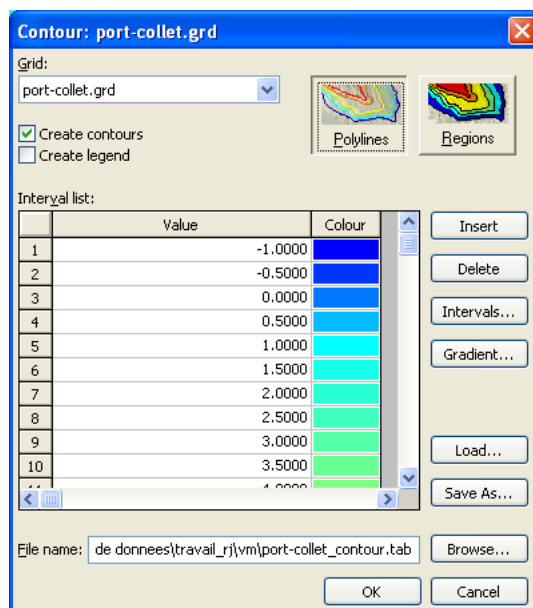 Contour: port-collet.grd
Grid:
port-collet.grd
Create contours
Create legend
Polylines
Regions
Interval list:
Value Colour
1 -1.0000
2 -0.5000
3 0.0000
4 0.5000
5 1.0000
6 1.5000
7 2.0000
8 2.5000
9 3.0000
10 3.5000
Insert
Delete
Intervals...
Gradient...
Load...
Save As...
File name: de donnees\travail_rj\vm\port-collet_contour.tab Browse...
OK Cancel